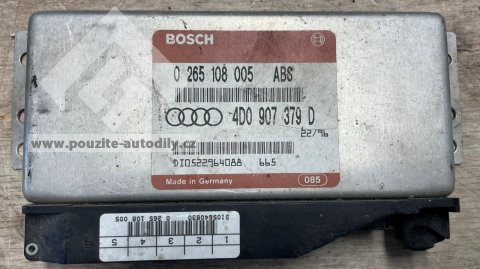 BOSCH
0 265 108 005 ABS
4D0 907 379 D
22/96
www.pouzite-autodily.cz
DIOS22964088 665
Made in Germany
085
1 2 3 4 5
0 265 108 005